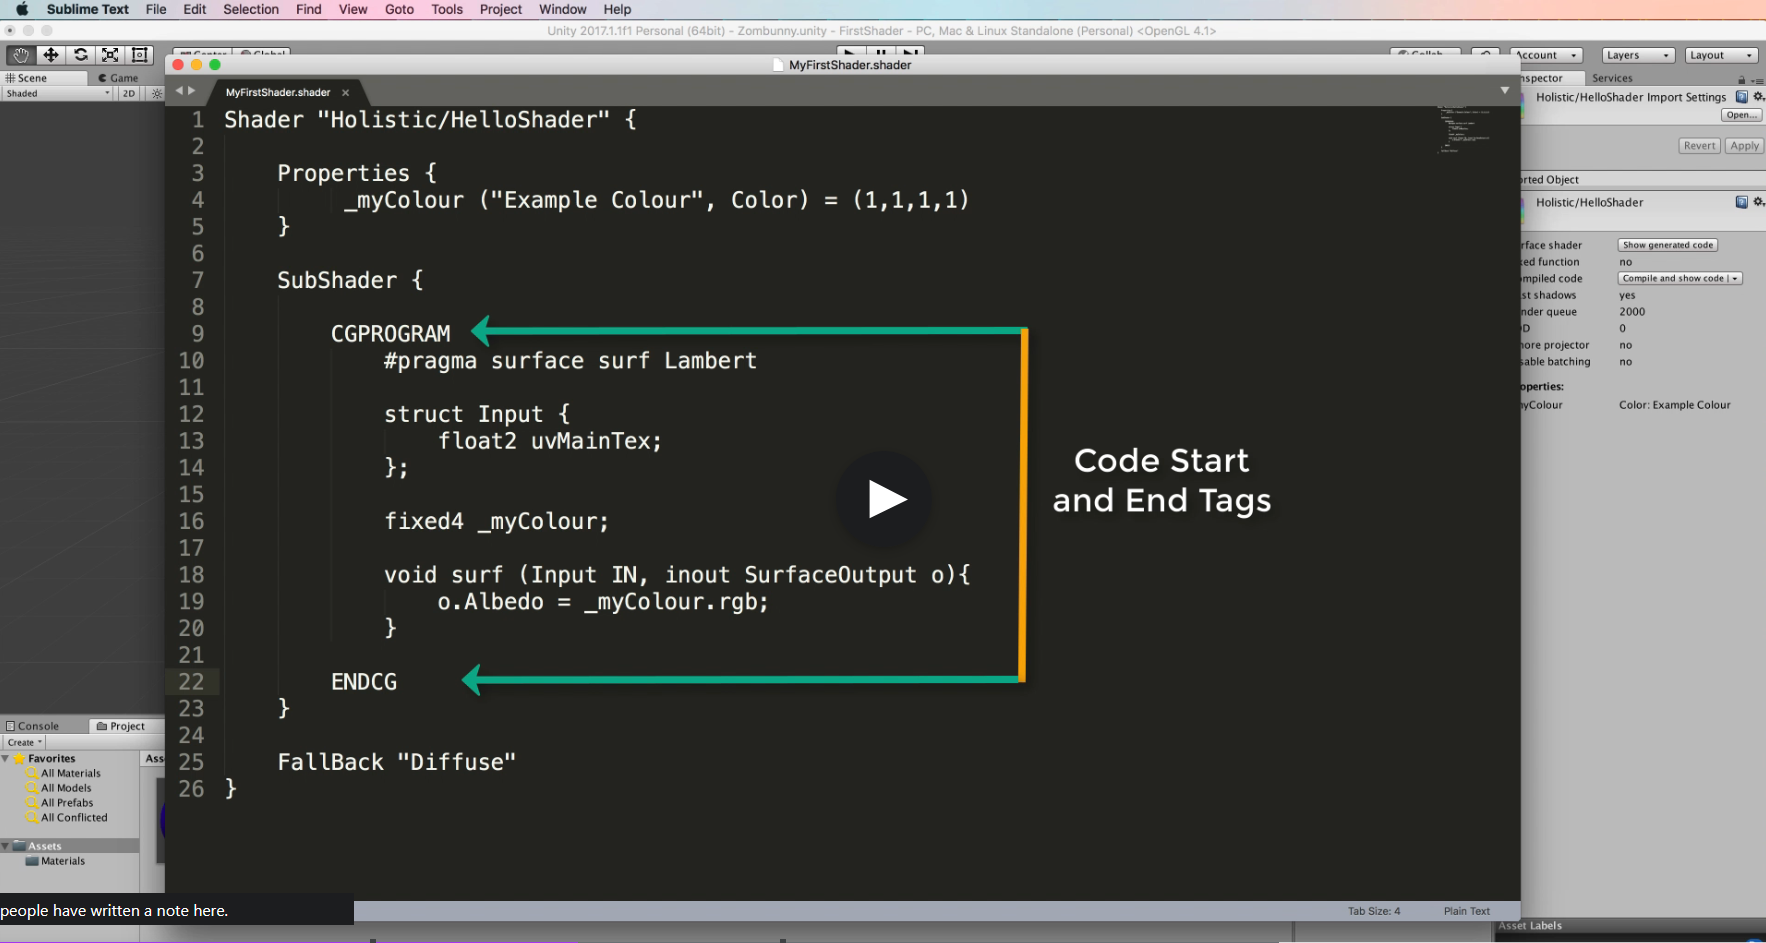 Sublime Text File Edit Selection Find View Goto Tools Project Window Help
Unity 2017.1.1f1 Personal (64bit) - Zombunny.unity - FirstShader - PC, Mac & Linux Standalone (Personal) <OpenGL 4.1>
Account Layers Layout
MyFirstShader.shader
Scene Game
Shaded 2D
MyFirstShader.shader
Services
Holistic/HelloShader Import Settings
Open...
Revert Apply
1 Shader "Holistic/HelloShader" {
2
3 Properties {
4 _myColour ("Example Colour", Color) = (1,1,1,1)
5 }
6
7 SubShader {
8
9 CGPROGRAM
10 #pragma surface surf Lambert
11
12 struct Input {
13 float2 uvMainTex;
14 };
15
16 fixed4 _myColour;
17
18 void surf (Input IN, inout SurfaceOutput o){
19 o.Albedo = _myColour.rgb;
20 }
21
22 ENDCG
23 }
24
25 FallBack "Diffuse"
26 }
Code Start
and End Tags
rted Object
Holistic/HelloShader
rface shader Show generated code
ed function no
mpiled code Compile and show code
st shadows yes
nder queue 2000
D 0
nore projector no
sable batching no
operties:
yColour Color: Example Colour
Console Project
Create
Favorites
All Materials
All Models
All Prefabs
All Conflicted
Assets
Materials
Ass
people have written a note here.
Tab Size: 4 Plain Text
Asset Labels